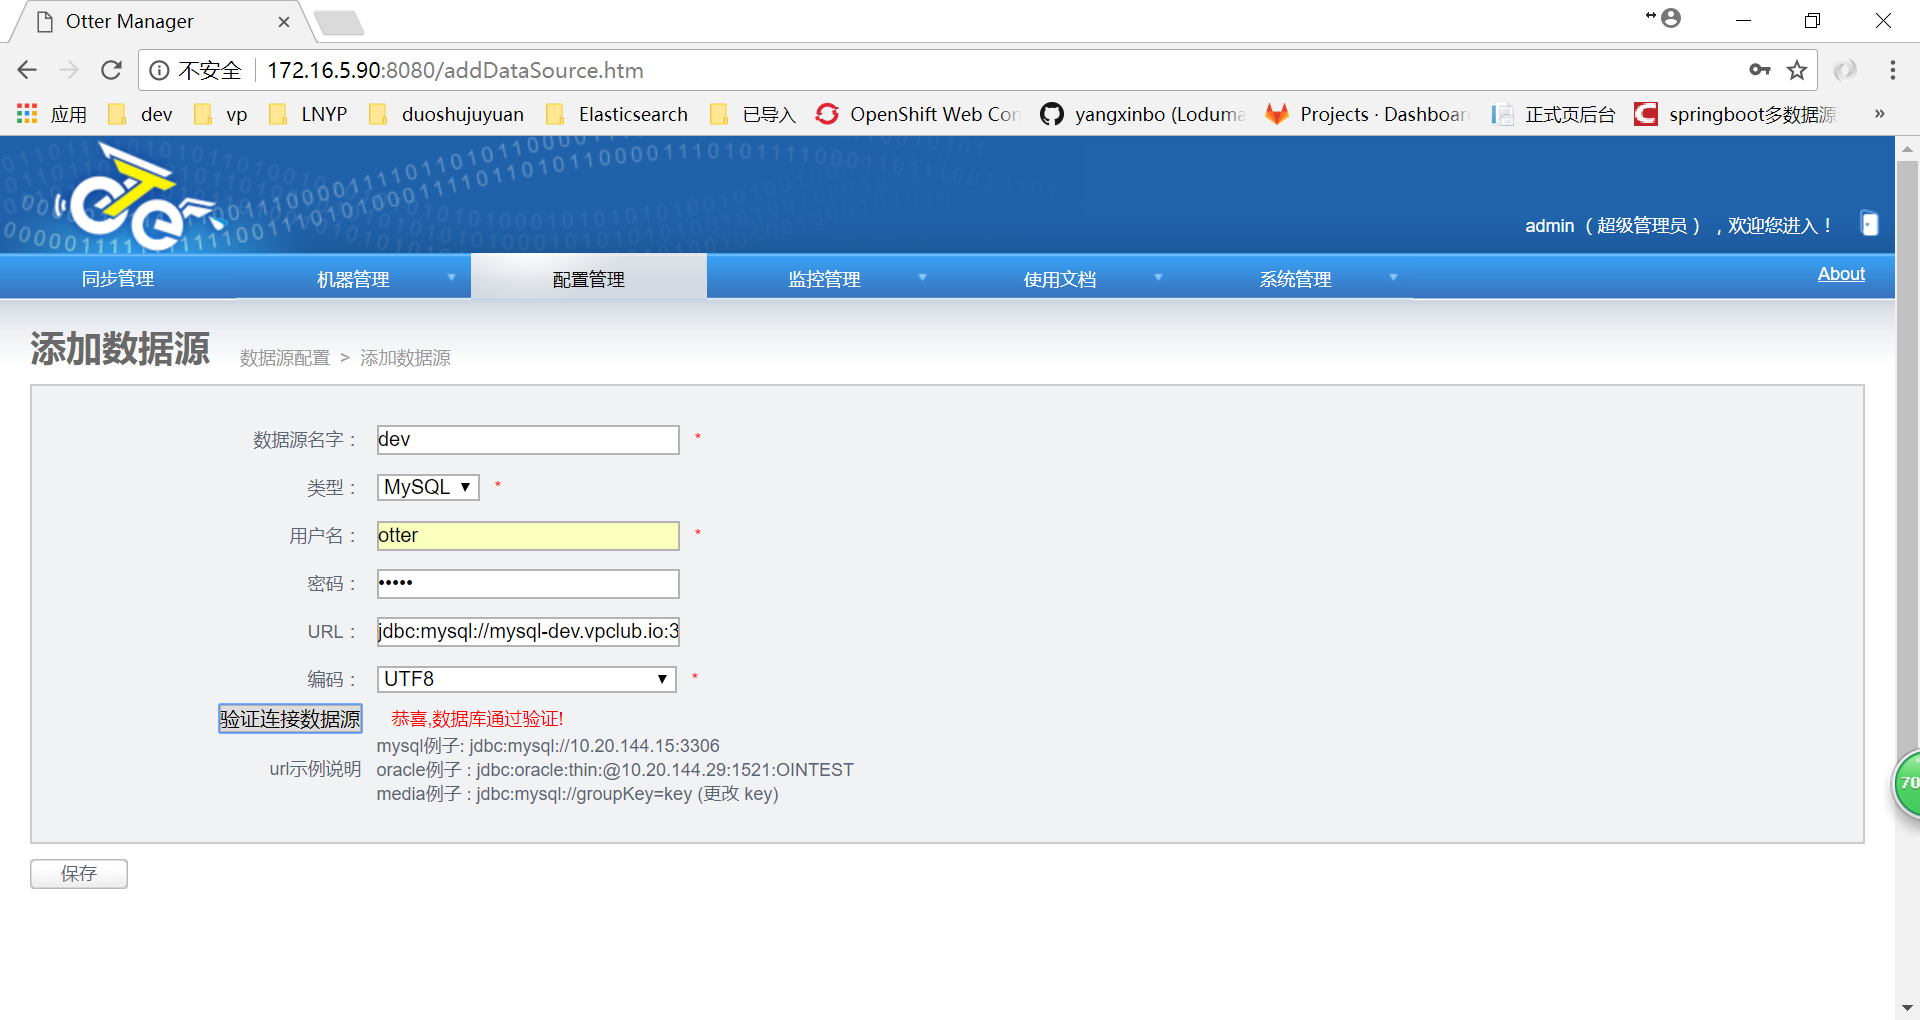 Otter Manager
不安全 172.16.5.90:8080/addDataSource.htm
应用 dev vp LNYP duoshujuyuan Elasticsearch 已导入 OpenShift Web Con yangxinbo (Loduma Projects · Dashboar 正式页后台 springboot多数据源 »
admin （超级管理员），欢迎您进入！
同步管理 机器管理 配置管理 监控管理 使用文档 系统管理 About
添加数据源 数据源配置 > 添加数据源
数据源名字： dev *
类型： MySQL *
用户名： otter *
密码： •••••
URL： jdbc:mysql://mysql-dev.vpclub.io:3
编码： UTF8 *
验证连接数据源 恭喜,数据库通过验证!
mysql例子: jdbc:mysql://10.20.144.15:3306
url示例说明 oracle例子 : jdbc:oracle:thin:@10.20.144.29:1521:OINTEST
media例子 : jdbc:mysql://groupKey=key (更改 key)
70
保存